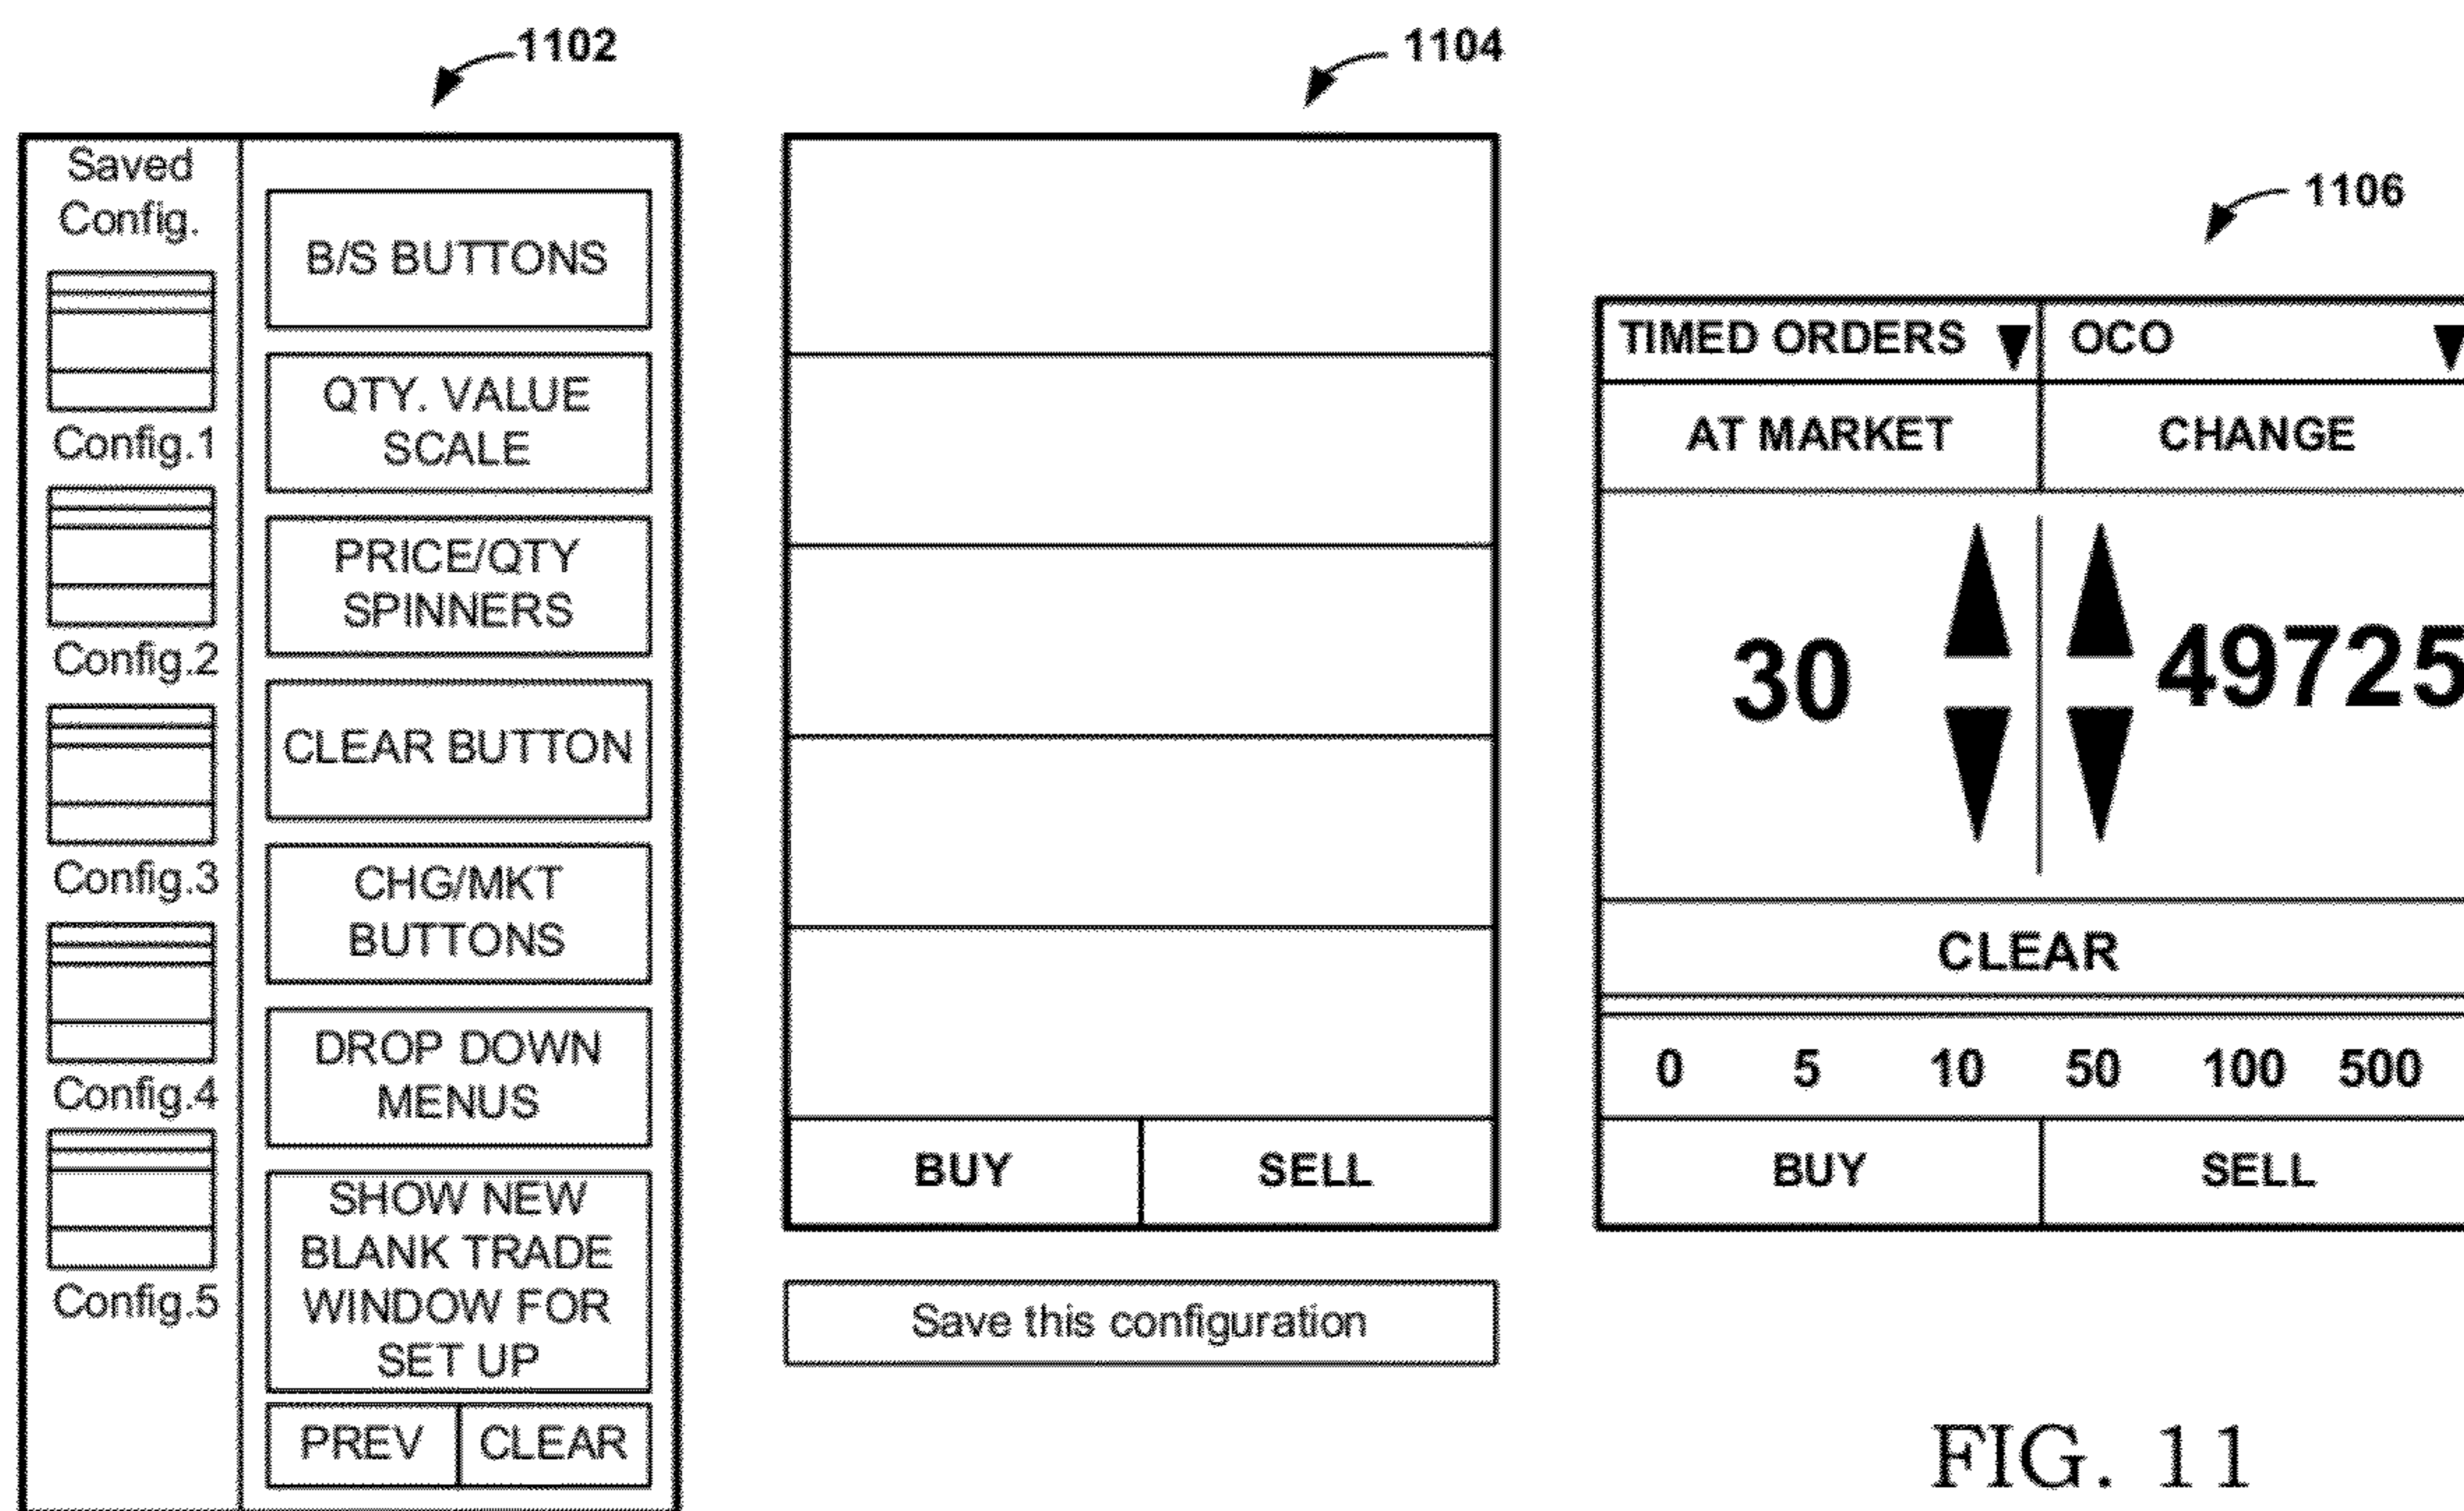 1102
Saved
Config.
Config.1
Config.2
Config.3
Config.4
Config.5
B/S BUTTONS
QTY. VALUE
SCALE
PRICE/QTY
SPINNERS
CLEAR BUTTON
CHG/MKT
BUTTONS
DROP DOWN
MENUS
SHOW NEW
BLANK TRADE
WINDOW FOR
SET UP
PREV CLEAR
1104
BUY SELL
Save this configuration
1106
TIMED ORDERS OCO
AT MARKET CHANGE
30 49725
CLEAR
0 5 10 50 100 500
BUY SELL
FIG. 11